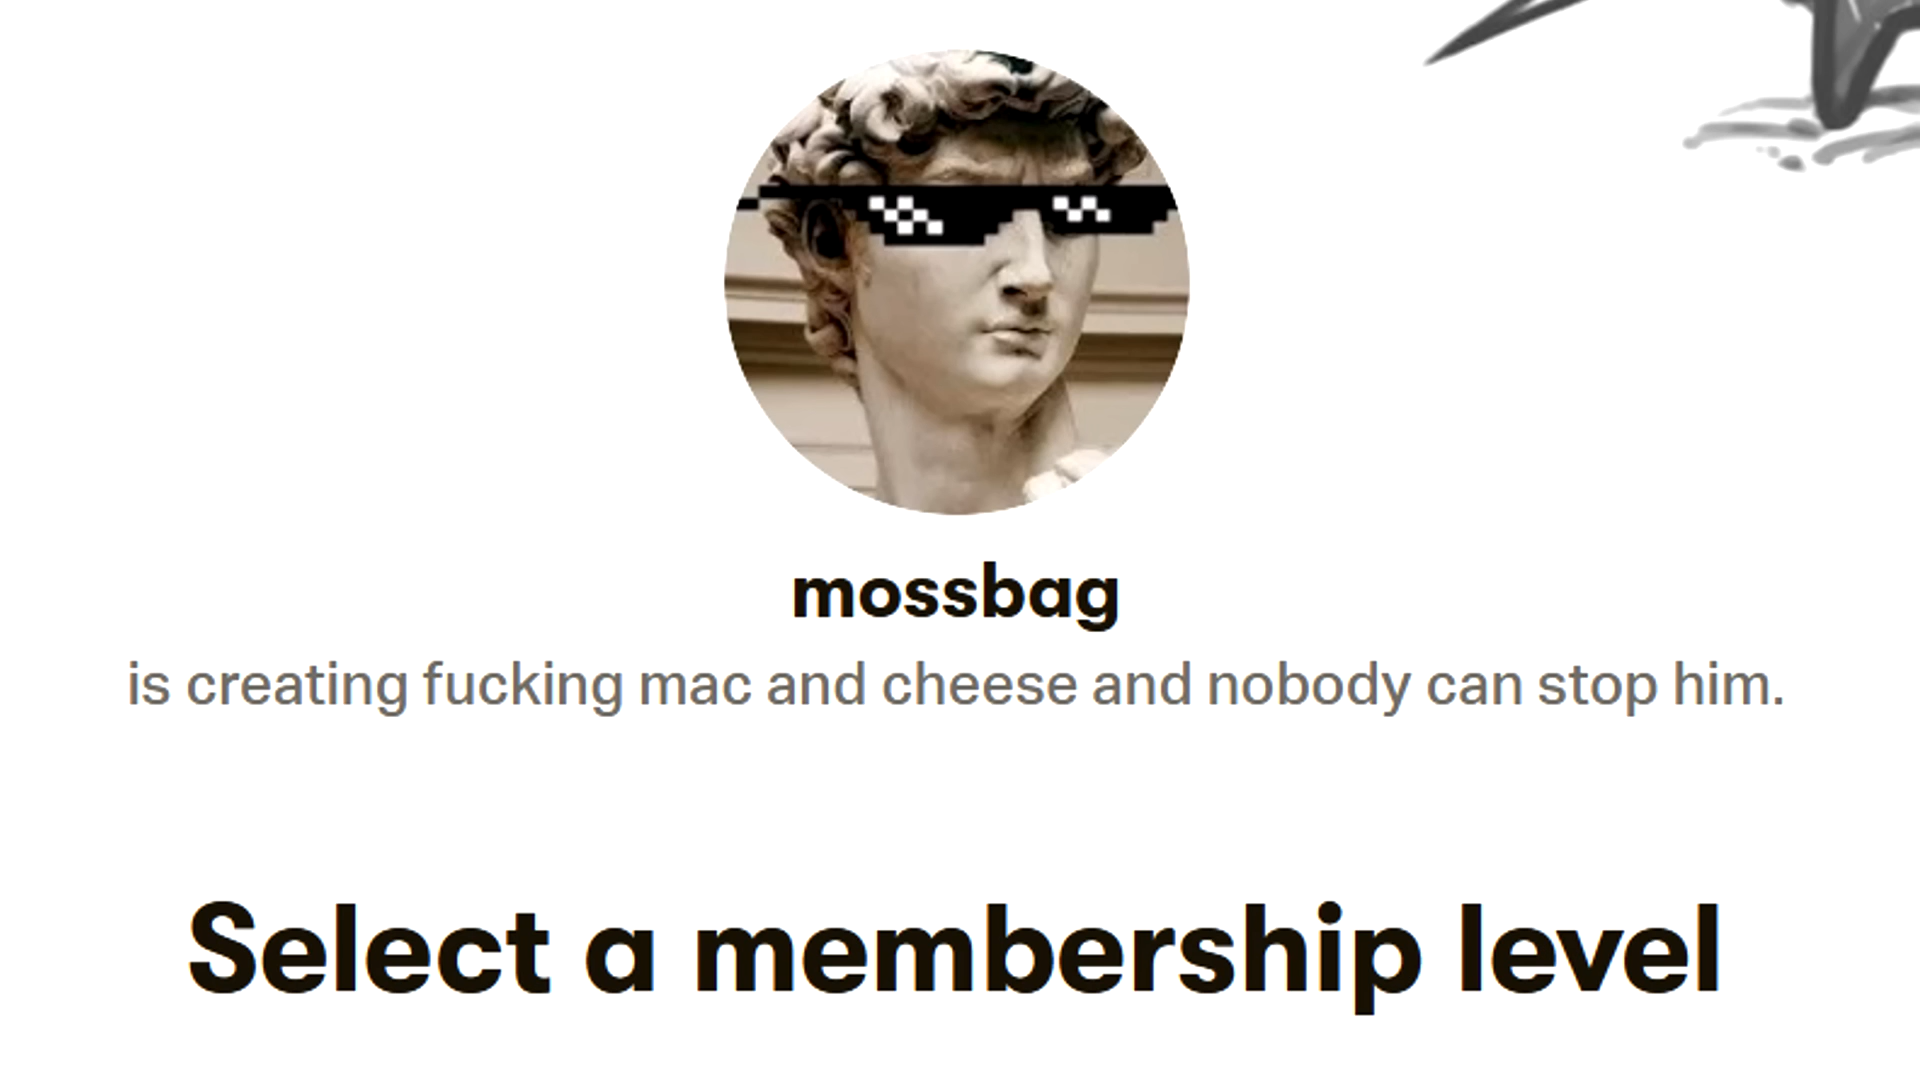 mossbag
is creating fucking mac and cheese and nobody can stop him.
Select a membership level